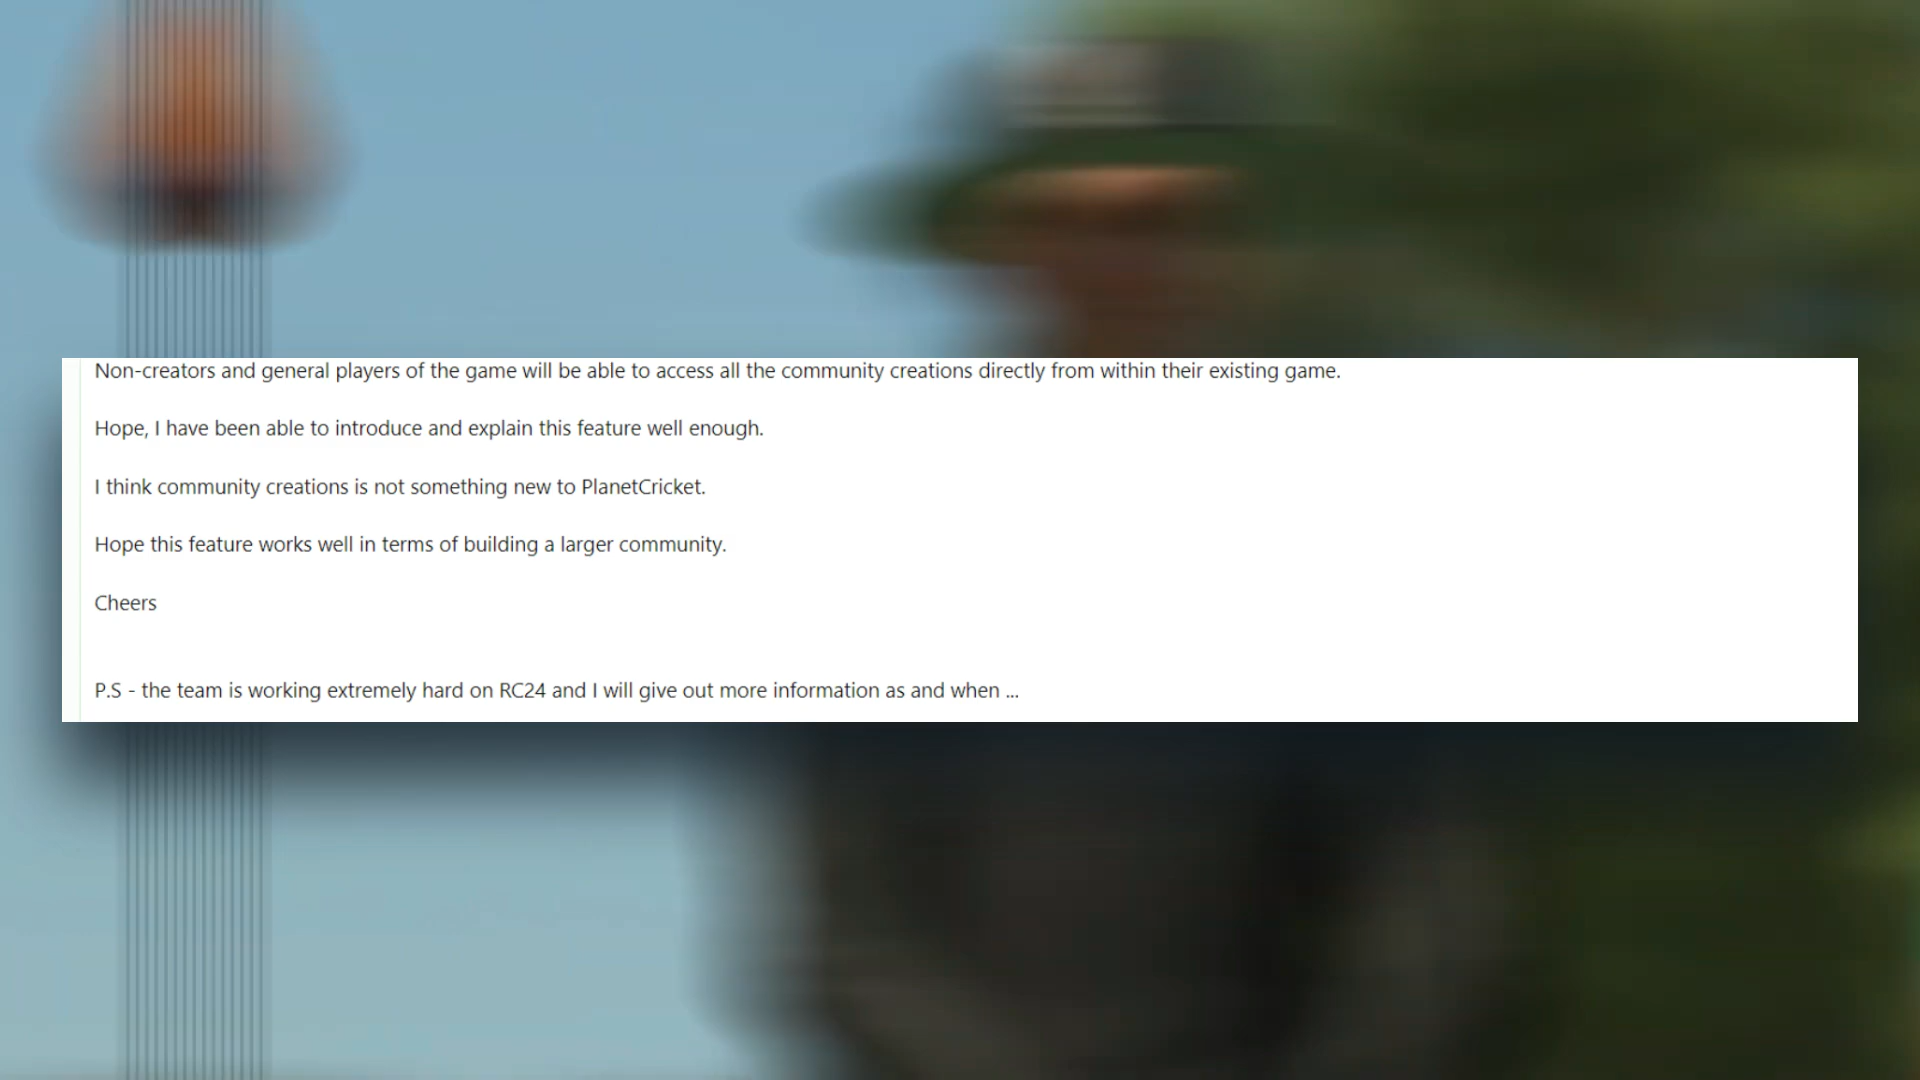 Non-creators and general players of the game will be able to access all the community creations directly from within their existing game.
Hope, I have been able to introduce and explain this feature well enough.
I think community creations is not something new to PlanetCricket.
Hope this feature works well in terms of building a larger community.
Cheers
P.S - the team is working extremely hard on RC24 and I will give out more information as and when ...